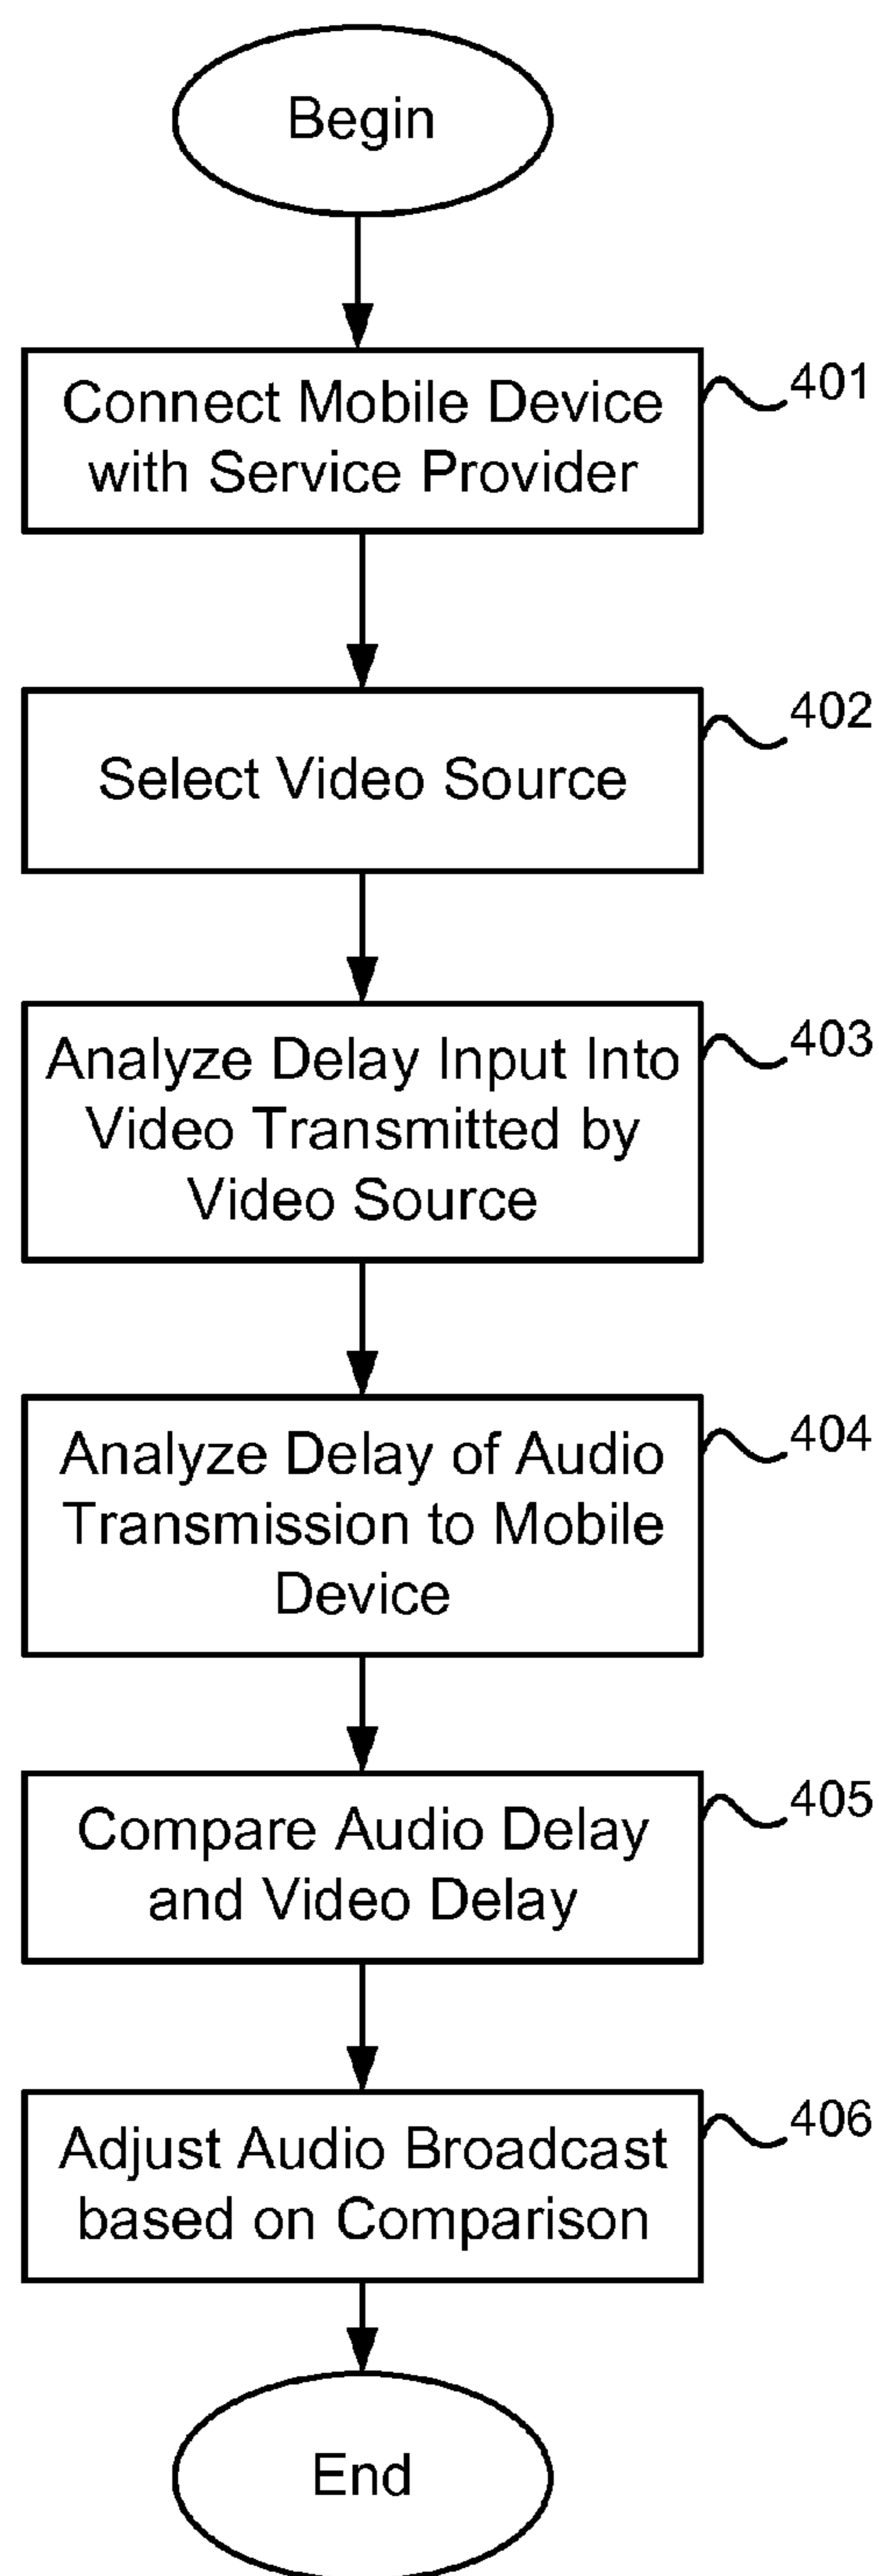 Begin
Connect Mobile Device
with Service Provider
401
Select Video Source
402
Analyze Delay Input Into
Video Transmitted by
Video Source
403
Analyze Delay of Audio
Transmission to Mobile
Device
404
Compare Audio Delay
and Video Delay
405
Adjust Audio Broadcast
based on Comparison
406
End